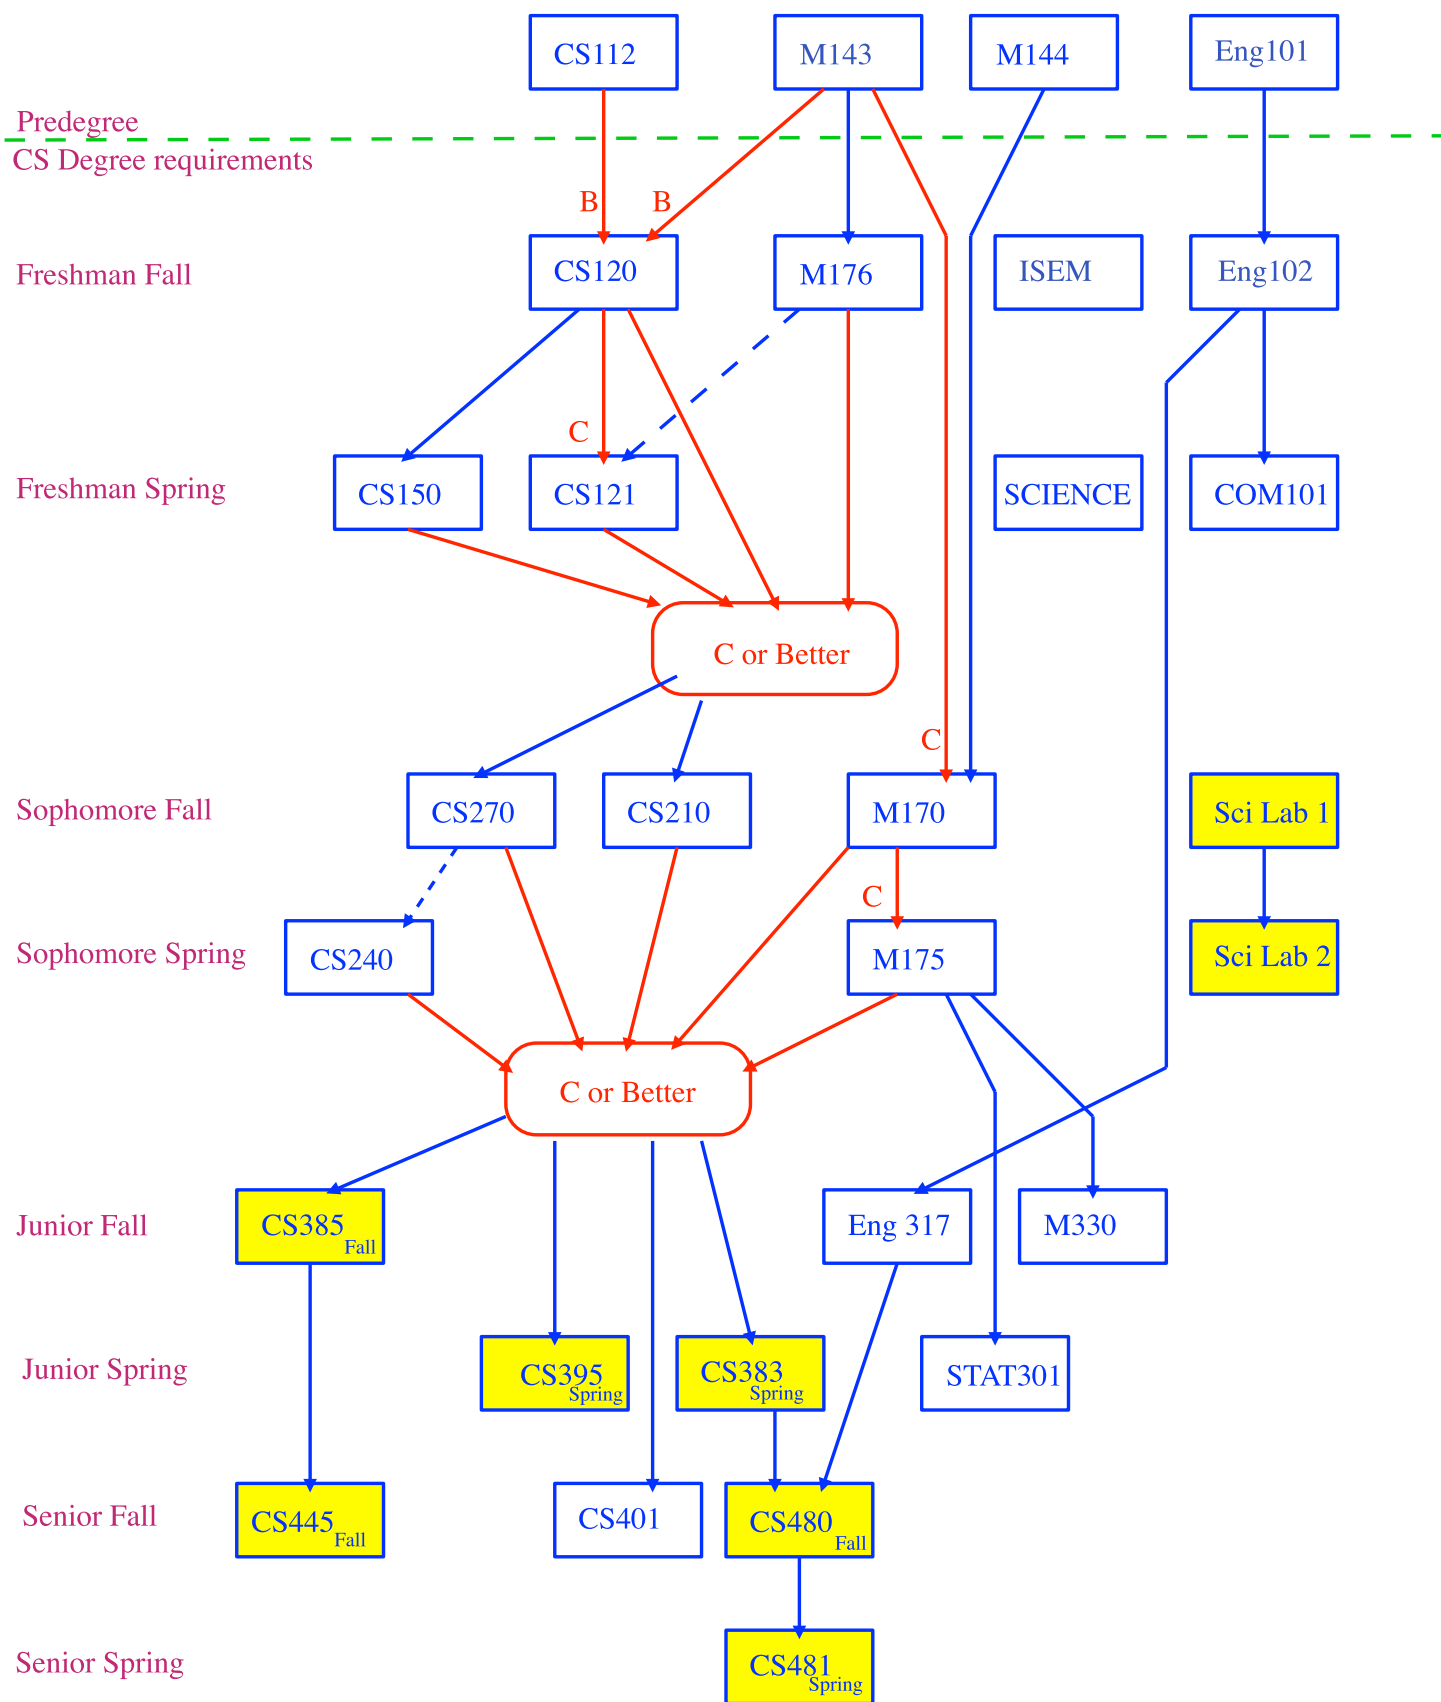 CS112
M143
M144
Eng101
Predegree
CS Degree requirements
B
B
Freshman Fall
CS120
M176
ISEM
Eng102
C
Freshman Spring
CS150
CS121
SCIENCE
COM101
C or Better
C
Sophomore Fall
CS270
CS210
M170
Sci Lab 1
C
Sophomore Spring
CS240
M175
Sci Lab 2
C or Better
Junior Fall
CS385
Fall
Eng 317
M330
Junior Spring
CS395
Spring
CS383
Spring
STAT301
Senior Fall
CS445
Fall
CS401
CS480
Fall
Senior Spring
CS481
Spring